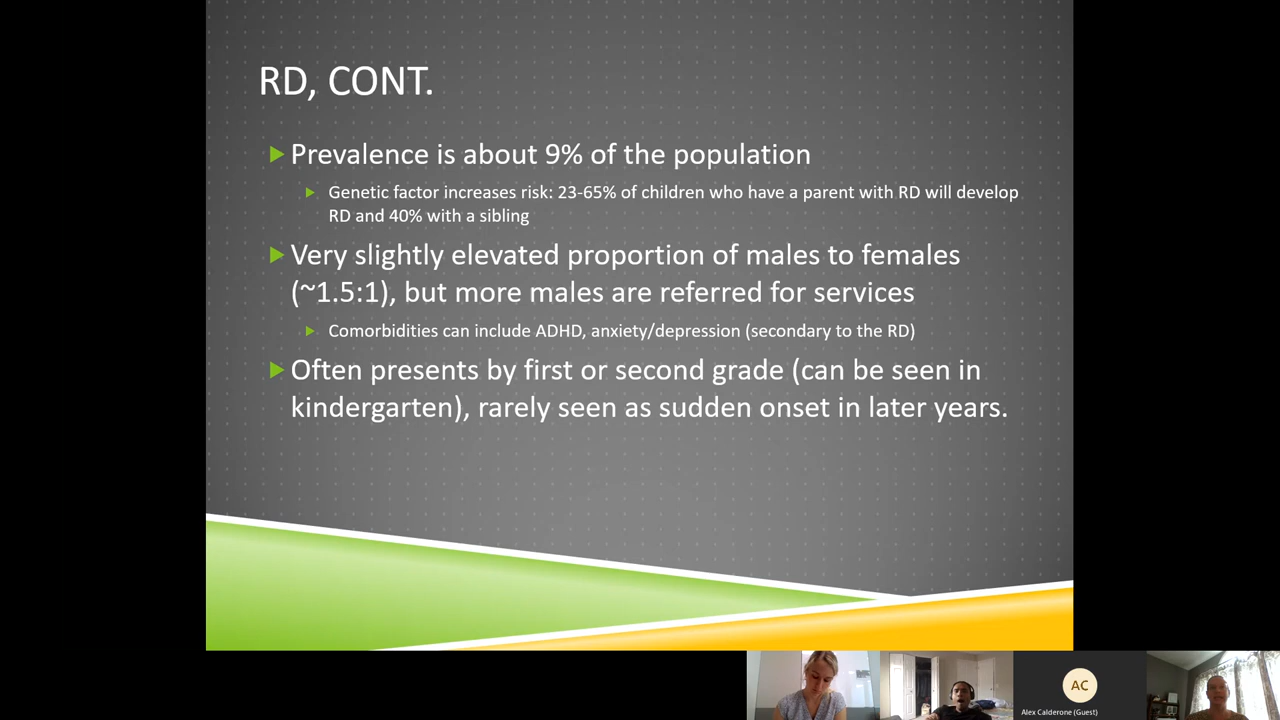 RD, CONT.
Prevalence is about 9% of the population
Genetic factor increases risk: 23-65% of children who have a parent with RD will develop
RD and 40% with a sibling
Very slightly elevated proportion of males to females
(~1.5:1), but more males are referred for services
Comorbidities can include ADHD, anxiety/depression (secondary to the RD)
Often presents by first or second grade (can be seen in
kindergarten), rarely seen as sudden onset in later years.
AC
Alex Calderone (Guest)